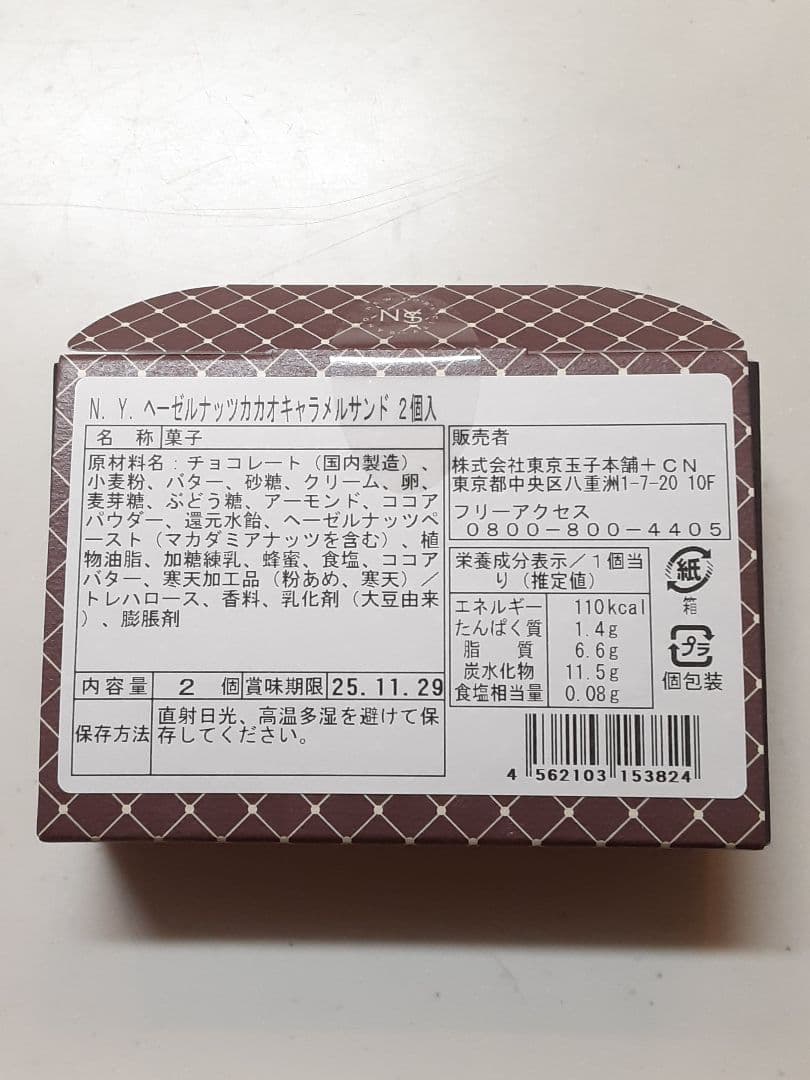 NS
N. Y. ヘーゼルナッツカカオキャラメルサンド 2個入
名 称 菓子
原材料名：チョコレート（国内製造）、
小麦粉、バター、砂糖、クリーム、卵、
麦芽糖、ぶどう糖、アーモンド、ココア
パウダー、還元水飴、ヘーゼルナッツペ
ースト（マカダミアナッツを含む）、植
物油脂、加糖練乳、蜂蜜、食塩、ココア
バター、寒天加工品（粉あめ、寒天）／
トレハロース、香料、乳化剤（大豆由来
）、膨脹剤
内容量 2 個 賞味期限 25.11.29
保存方法 直射日光、高温多湿を避けて保
存してください。
販売者
株式会社東京玉子本舗＋ＣＮ
東京都中央区八重洲1-7-20 10F
フリーアクセス
0800-800-4405
栄養成分表示／１個当
り（推定値）
エネルギー 110kcal
たんぱく質 1.4g
脂 質 6.6g
炭水化物 11.5g
食塩相当量 0.08g
紙
箱
プラ
個包装
4 562103 153824